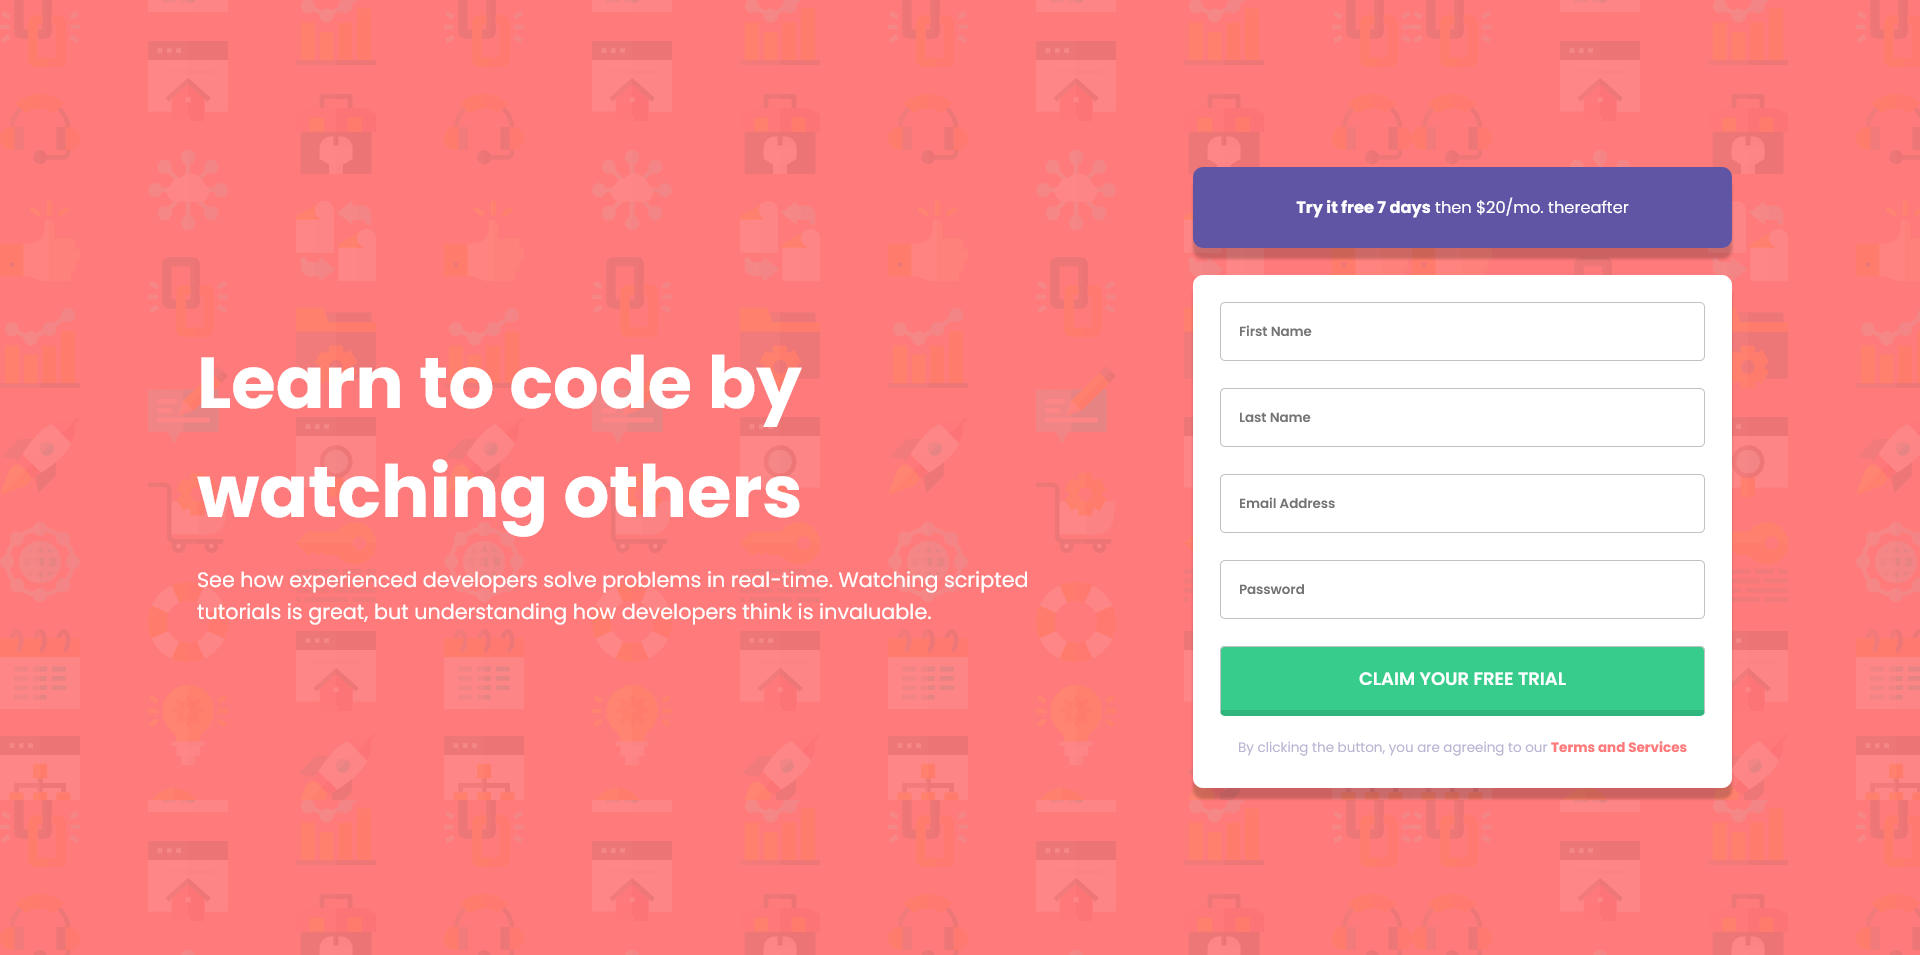 Learn to code by
watching others
See how experienced developers solve problems in real-time. Watching scripted
tutorials is great, but understanding how developers think is invaluable.
Try it free 7 days then $20/mo. thereafter
First Name
Last Name
Email Address
Password
CLAIM YOUR FREE TRIAL
By clicking the button, you are agreeing to our Terms and Services